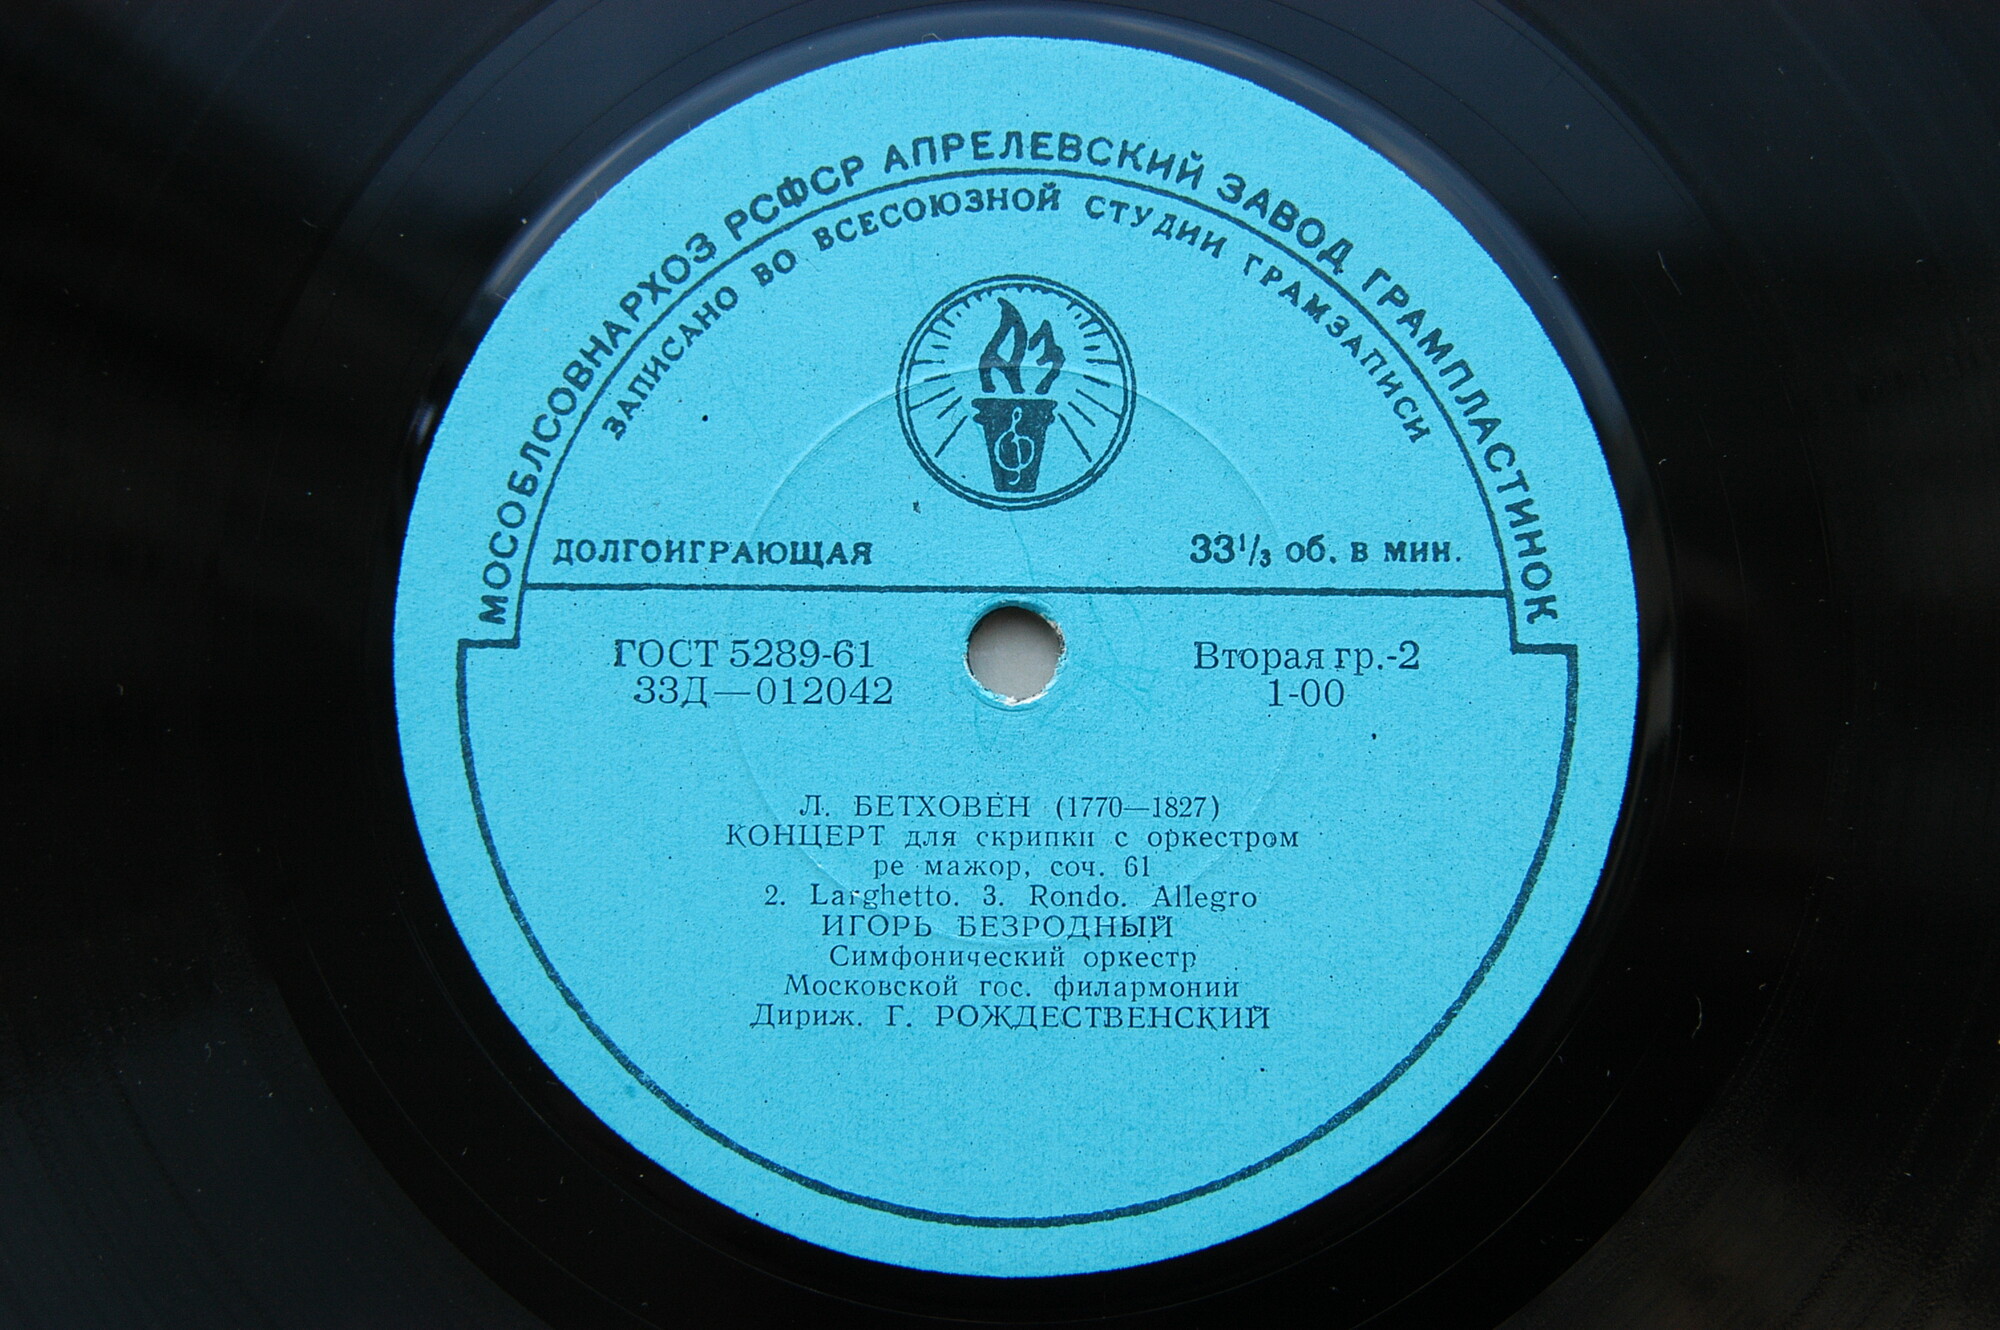 МОСОБЛСОВНАРХОЗ РСФСР АПРЕЛЕВСКИЙ ЗАВОД ГРАМПЛАСТИНОК
ЗАПИСАНО ВО ВСЕСОЮЗНОЙ СТУДИИ ГРАМЗАПИСИ
ДОЛГОИГРАЮЩАЯ 33¹/₃ об. в мин.
ГОСТ 5289-61 Вторая гр.-2
33Д—012042 1-00
Л. БЕТХОВЕН (1770—1827)
КОНЦЕРТ для скрипки с оркестром
ре мажор, соч. 61
2. Larghetto. 3. Rondo. Allegro
ИГОРЬ БЕЗРОДНЫЙ
Симфонический оркестр
Московской гос. филармонии
Дириж. Г. РОЖДЕСТВЕНСКИЙ